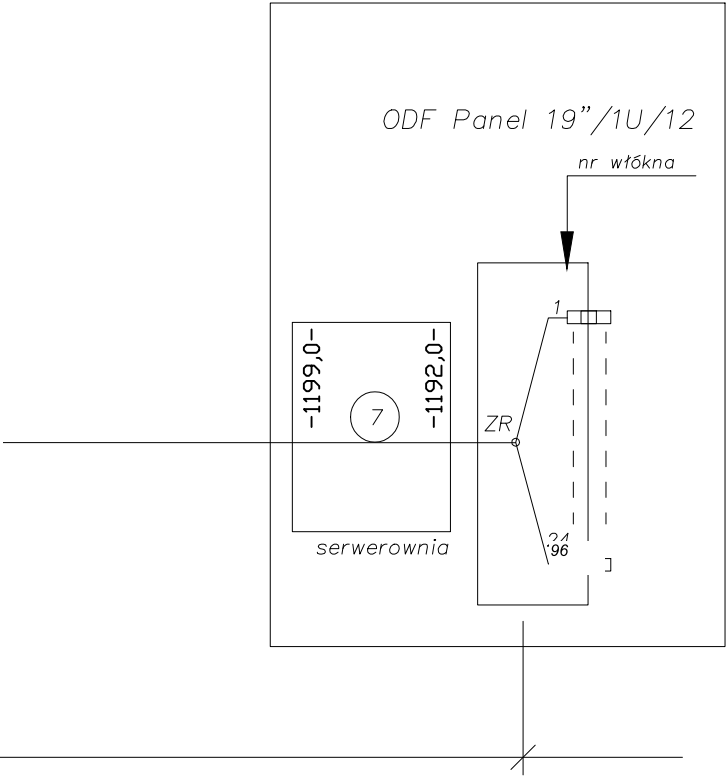 ODF Panel 19”/1U/12
nr włókna
1
-1199,0-
-1192,0-
7
ZR
96
serwerownia